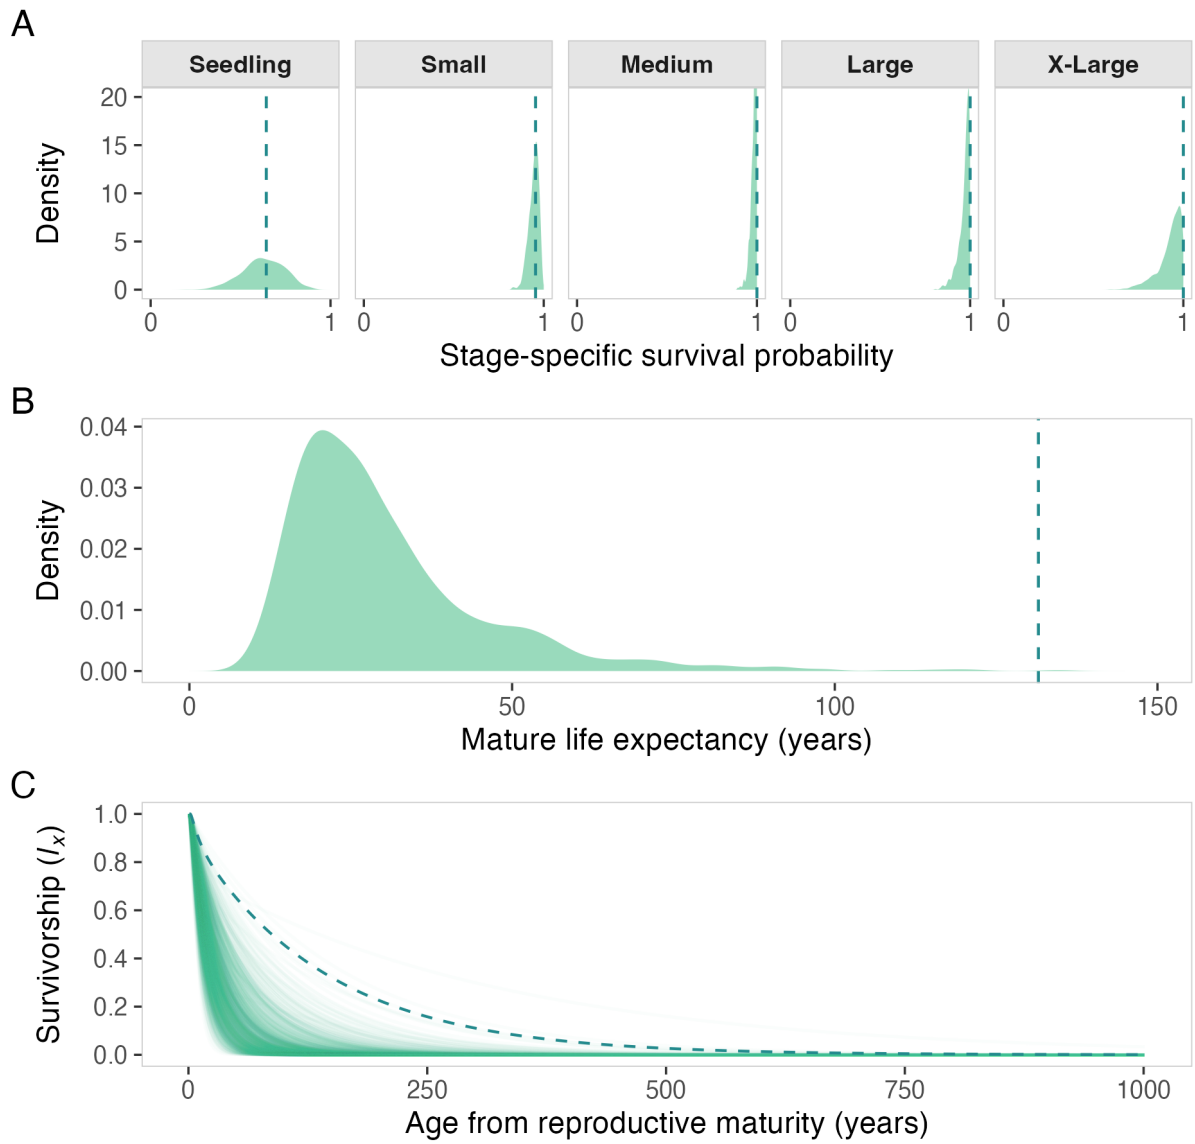 A
Seedling Small Medium Large X-Large
20
15
10
5
0
Density
0 1 0 1 0 1 0 1 0 1
Stage-specific survival probability
B
0.04
0.03
0.02
0.01
0.00
Density
0 50 100 150
Mature life expectancy (years)
C
1.0
0.8
0.6
0.4
0.2
0.0
Survivorship (lx)
0 250 500 750 1000
Age from reproductive maturity (years)